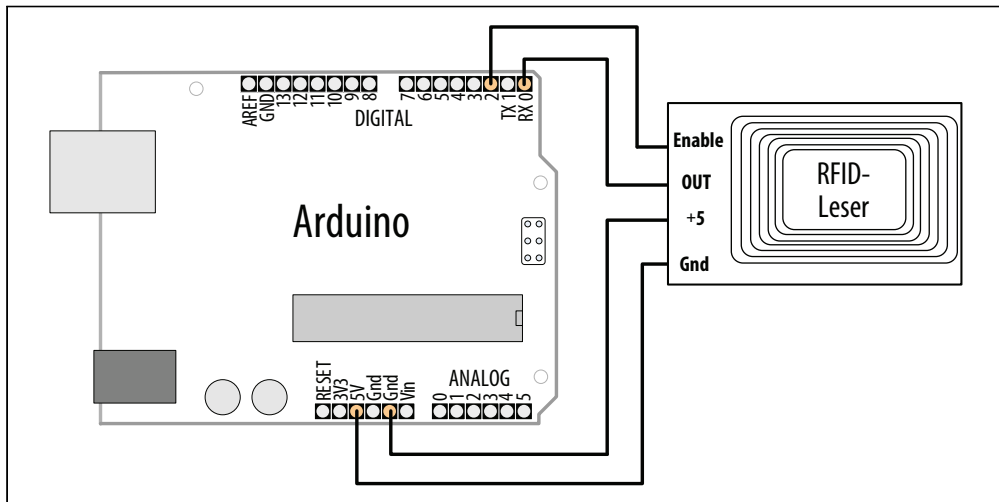 AREF
GND
13
12
11
10
9
8
7
6
5
4
3
2
TX 1
RX 0
DIGITAL
Enable
OUT
+5
Gnd
RFID-
Leser
Arduino
RESET
3V3
5V
Gnd
Gnd
Vin
ANALOG
0
1
2
3
4
5